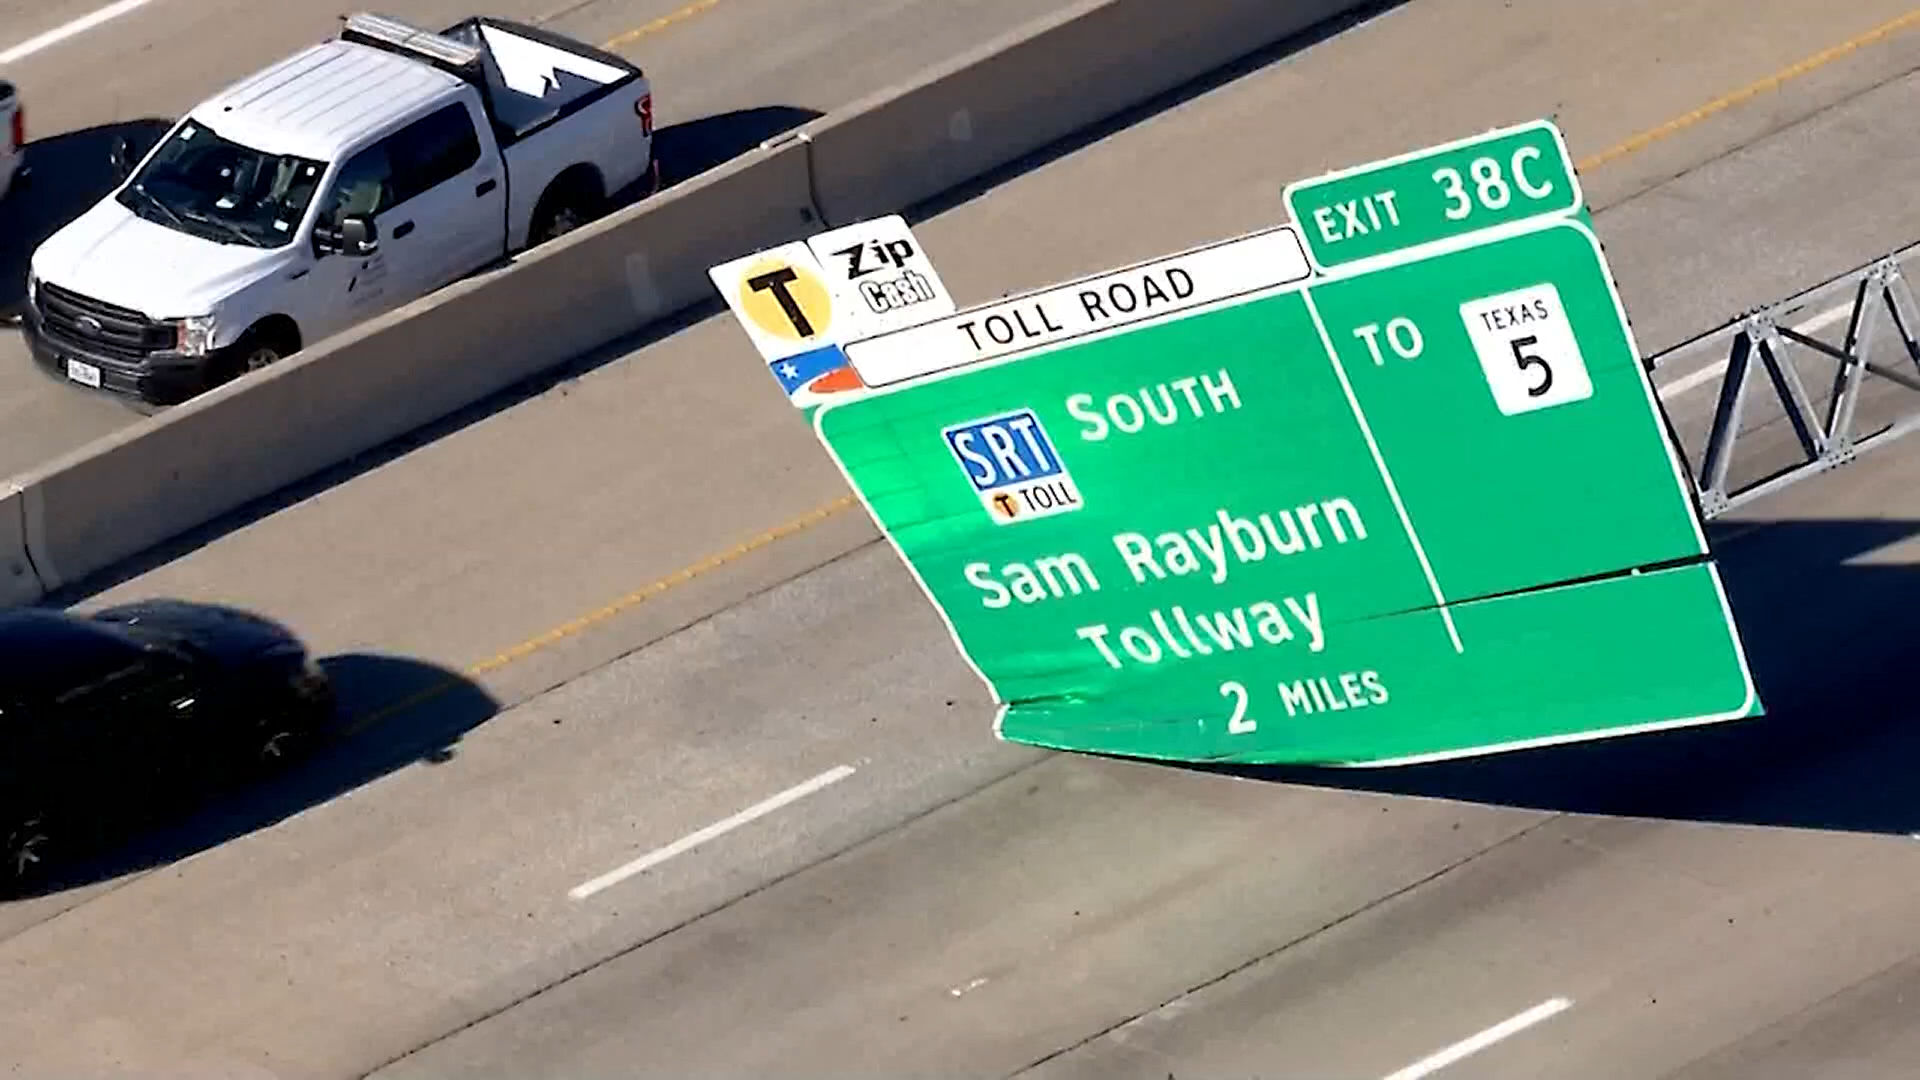 EXIT 38C
T Zip
Cash
TOLL ROAD
SRT
T TOLL
SOUTH
Sam Rayburn
Tollway
2 MILES
TO
TEXAS
5